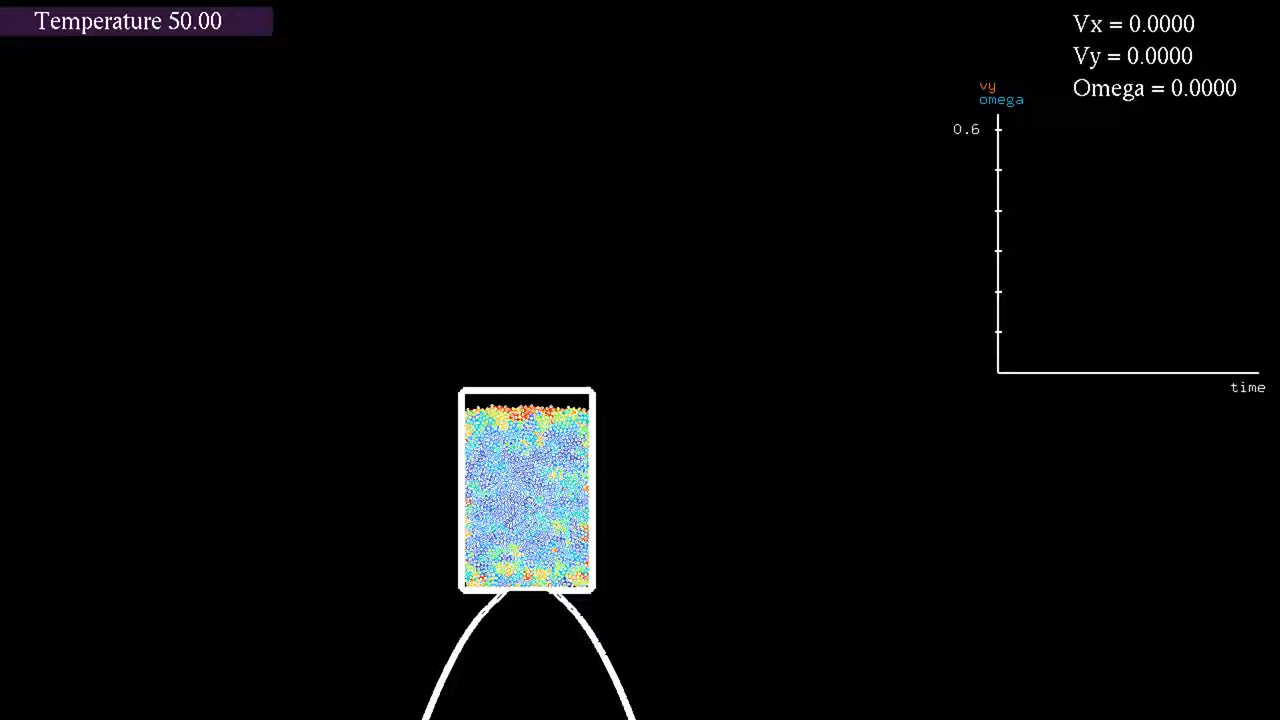 Temperature 50.00
Vx = 0.0000
Vy = 0.0000
Omega = 0.0000
vy
omega
0.6
time